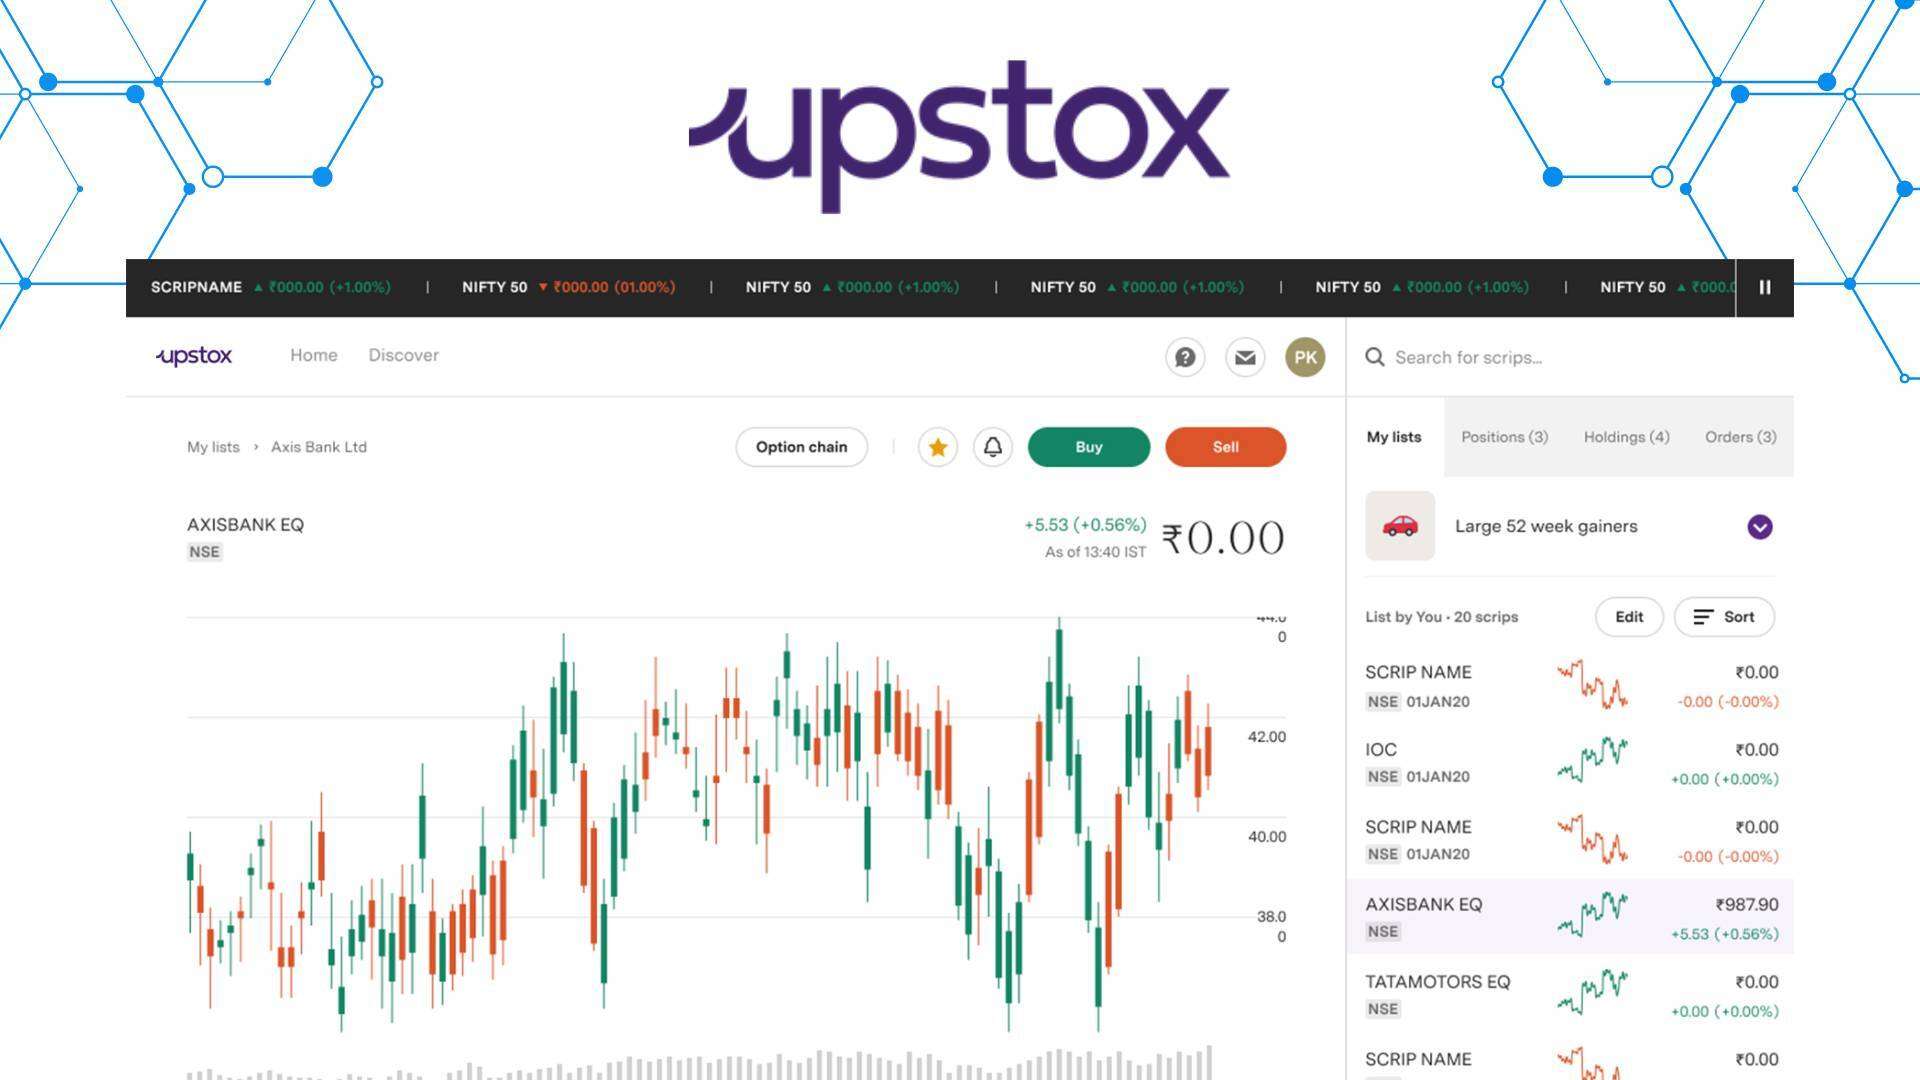 upstox
SCRIPNAME ▲ ₹000.00 (+1.00%) | NIFTY 50 ▼ ₹000.00 (01.00%) | NIFTY 50 ▲ ₹000.00 (+1.00%) | NIFTY 50 ▲ ₹000.00 (+1.00%) | NIFTY 50 ▲ ₹000.00 (+1.00%) | NIFTY 50 ▲ ₹000.0
upstox Home Discover PK
My lists › Axis Bank Ltd Option chain Buy Sell
AXISBANK EQ
NSE
+5.53 (+0.56%)
As of 13:40 IST
₹0.00
44.0
0
42.00
40.00
38.0
0
Search for scrips...
My lists Positions (3) Holdings (4) Orders (3)
Large 52 week gainers
List by You • 20 scrips Edit Sort
SCRIP NAME ₹0.00
NSE 01JAN20 -0.00 (-0.00%)
IOC ₹0.00
NSE 01JAN20 +0.00 (+0.00%)
SCRIP NAME ₹0.00
NSE 01JAN20 -0.00 (-0.00%)
AXISBANK EQ ₹987.90
NSE +5.53 (+0.56%)
TATAMOTORS EQ ₹0.00
NSE +0.00 (+0.00%)
SCRIP NAME ₹0.00